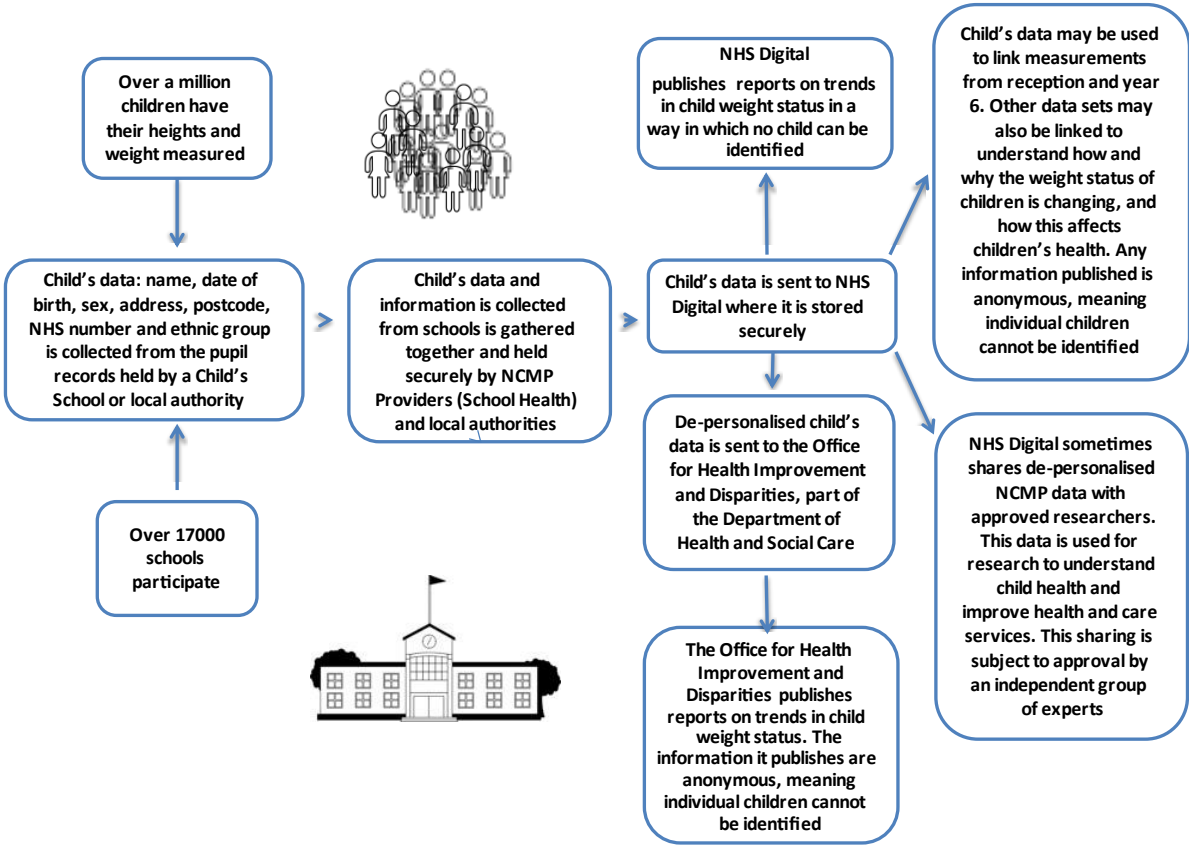 Over a million
children have
their heights and
weight measured
Child’s data: name, date of
birth, sex, address, postcode,
NHS number and ethnic group
is collected from the pupil
records held by a Child’s
School or local authority
Over 17000
schools
participate
Child’s data and
information is collected
from schools is gathered
together and held
securely by NCMP
Providers (School Health)
and local authorities
NHS Digital
publishes reports on trends
in child weight status in a
way in which no child can be
identified
Child’s data is sent to NHS
Digital where it is stored
securely
De-personalised child’s
data is sent to the Office
for Health Improvement
and Disparities, part of
the Department of
Health and Social Care
The Office for Health
Improvement and
Disparities publishes
reports on trends in child
weight status. The
information it publishes are
anonymous, meaning
individual children cannot
be identified
Child’s data may be used
to link measurements
from reception and year
6. Other data sets may
also be linked to
understand how and
why the weight status of
children is changing, and
how this affects
children’s health. Any
information published is
anonymous, meaning
individual children
cannot be identified
NHS Digital sometimes
shares de-personalised
NCMP data with
approved researchers.
This data is used for
research to understand
child health and
improve health and care
services. This sharing is
subject to approval by
an independent group
of experts